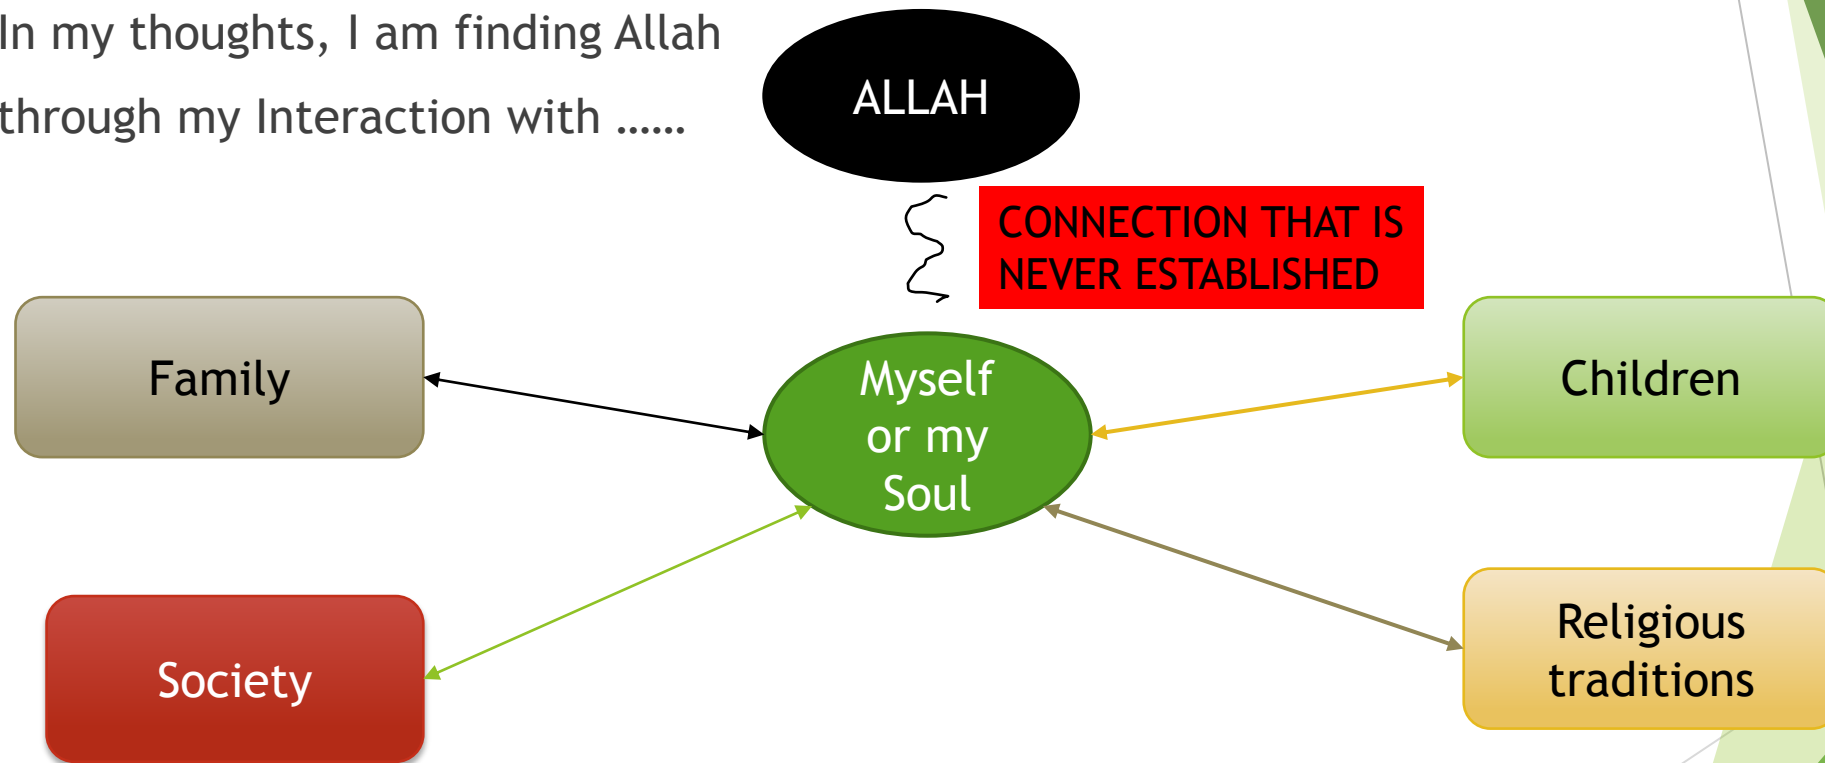 In my thoughts, I am finding Allah
through my Interaction with ......
ALLAH
CONNECTION THAT IS
NEVER ESTABLISHED
Family
Myself
or my
Soul
Children
Society
Religious
traditions